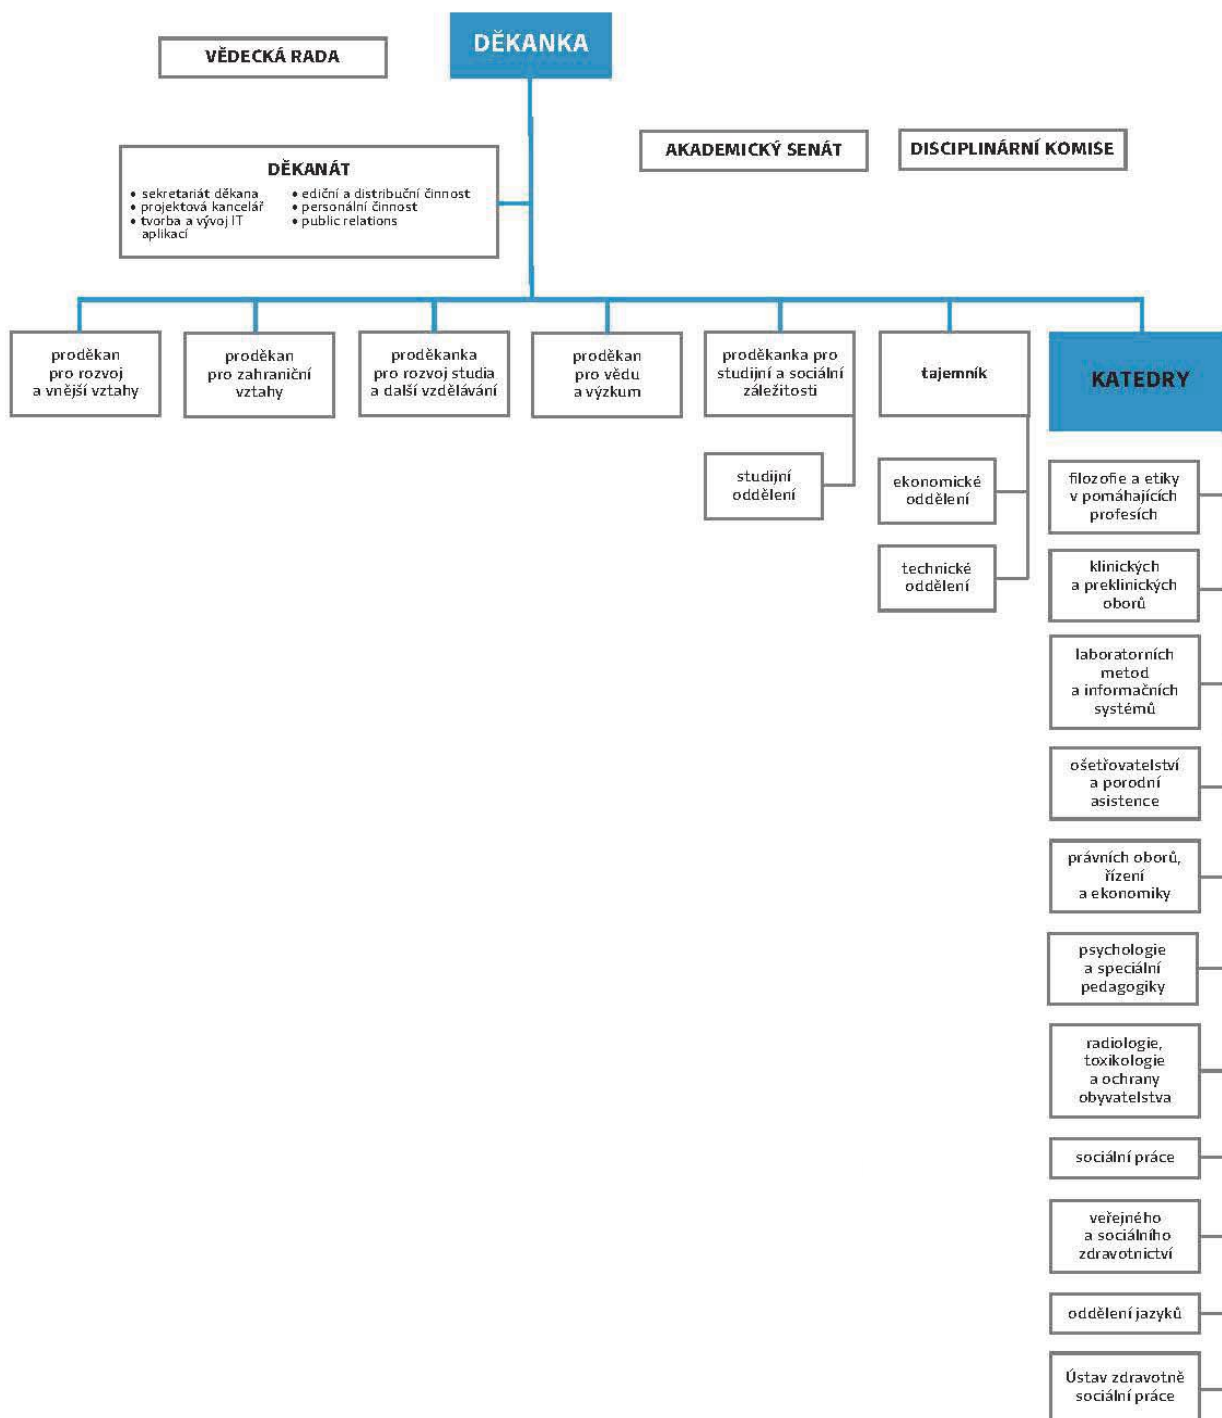 VĚDECKÁ RADA
DĚKANKA
AKADEMICKÝ SENÁT
DISCIPLINÁRNÍ KOMISE
DĚKANÁT
• sekretariát děkana
• projektová kancelář
• tvorba a vývoj IT
aplikací
• ediční a distribuční činnost
• personální činnost
• public relations
proděkan
pro rozvoj
a vnější vztahy
proděkan
pro zahraniční
vztahy
proděkanka
pro rozvoj studia
a další vzdělávání
proděkan
pro vědu
a výzkum
proděkanka pro
studijní a sociální
záležitosti
tajemník
KATEDRY
studijní
oddělení
ekonomické
oddělení
technické
oddělení
filozofie a etiky
v pomáhajících
profesích
klinických
a preklinických
oborů
laboratorních
metod
a informačních
systémů
ošetřovatelství
a porodní
asistence
právních oborů,
řízení
a ekonomiky
psychologie
a speciální
pedagogiky
radiologie,
toxikologie
a ochrany
obyvatelstva
sociální práce
veřejného
a sociálního
zdravotnictví
oddělení jazyků
Ústav zdravotně
sociální práce